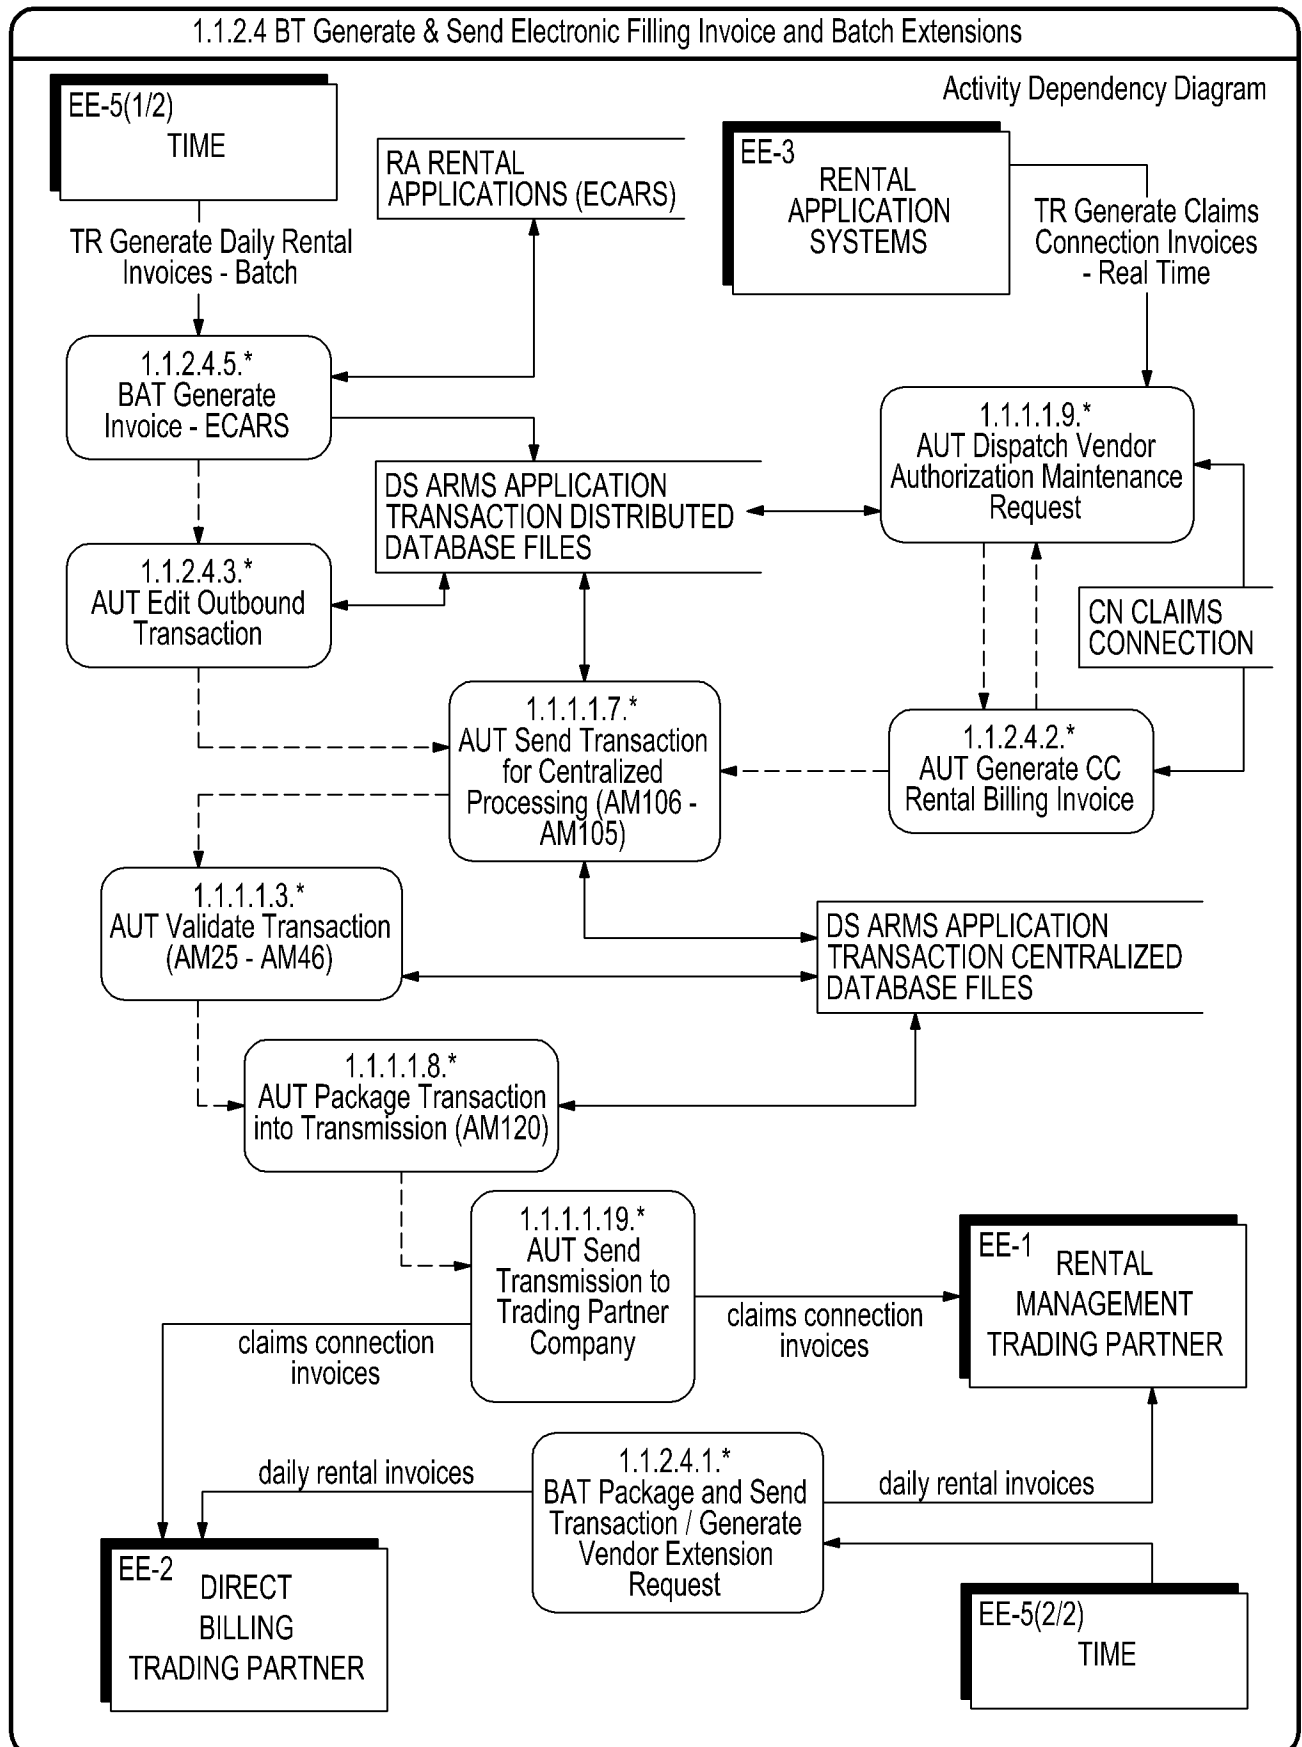 1.1.2.4 BT Generate & Send Electronic Filling Invoice and Batch Extensions
Activity Dependency Diagram
EE-5(1/2)
TIME
RA RENTAL
APPLICATIONS (ECARS)
EE-3
RENTAL
APPLICATION
SYSTEMS
TR Generate Claims
Connection Invoices
- Real Time
TR Generate Daily Rental
Invoices - Batch
1.1.2.4.5.*
BAT Generate
Invoice - ECARS
1.1.1.1.9.*
AUT Dispatch Vendor
Authorization Maintenance
Request
DS ARMS APPLICATION
TRANSACTION DISTRIBUTED
DATABASE FILES
1.1.2.4.3.*
AUT Edit Outbound
Transaction
CN CLAIMS
CONNECTION
1.1.1.1.7.*
AUT Send Transaction
for Centralized
Processing (AM106 -
AM105)
1.1.2.4.2.*
AUT Generate CC
Rental Billing Invoice
1.1.1.1.3.*
AUT Validate Transaction
(AM25 - AM46)
DS ARMS APPLICATION
TRANSACTION CENTRALIZED
DATABASE FILES
1.1.1.1.8.*
AUT Package Transaction
into Transmission (AM120)
1.1.1.1.19.*
AUT Send
Transmission to
Trading Partner
Company
EE-1
RENTAL
MANAGEMENT
TRADING PARTNER
claims connection
invoices
claims connection
invoices
daily rental invoices
1.1.2.4.1.*
BAT Package and Send
Transaction / Generate
Vendor Extension
Request
daily rental invoices
EE-2
DIRECT
BILLING
TRADING PARTNER
EE-5(2/2)
TIME